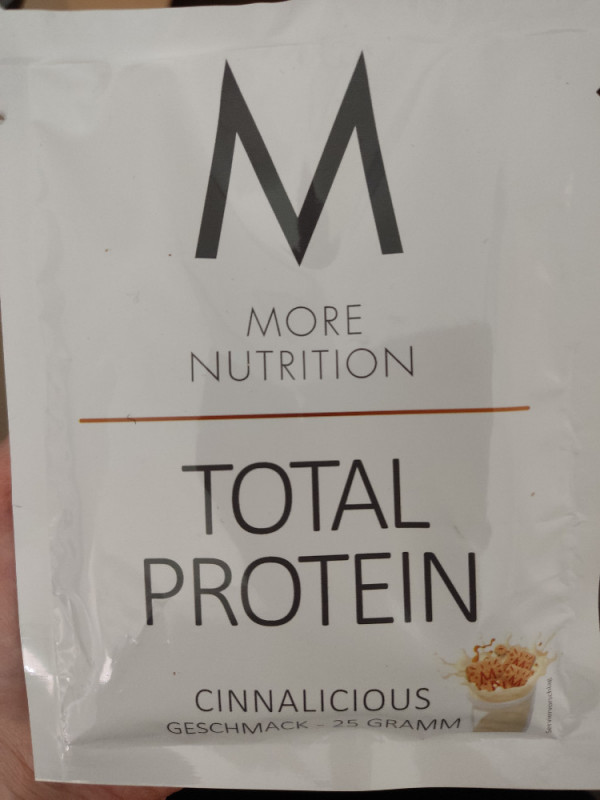 M
MORE
NUTRITION
TOTAL
PROTEIN
CINNALICIOUS
GESCHMACK - 25 GRAMM